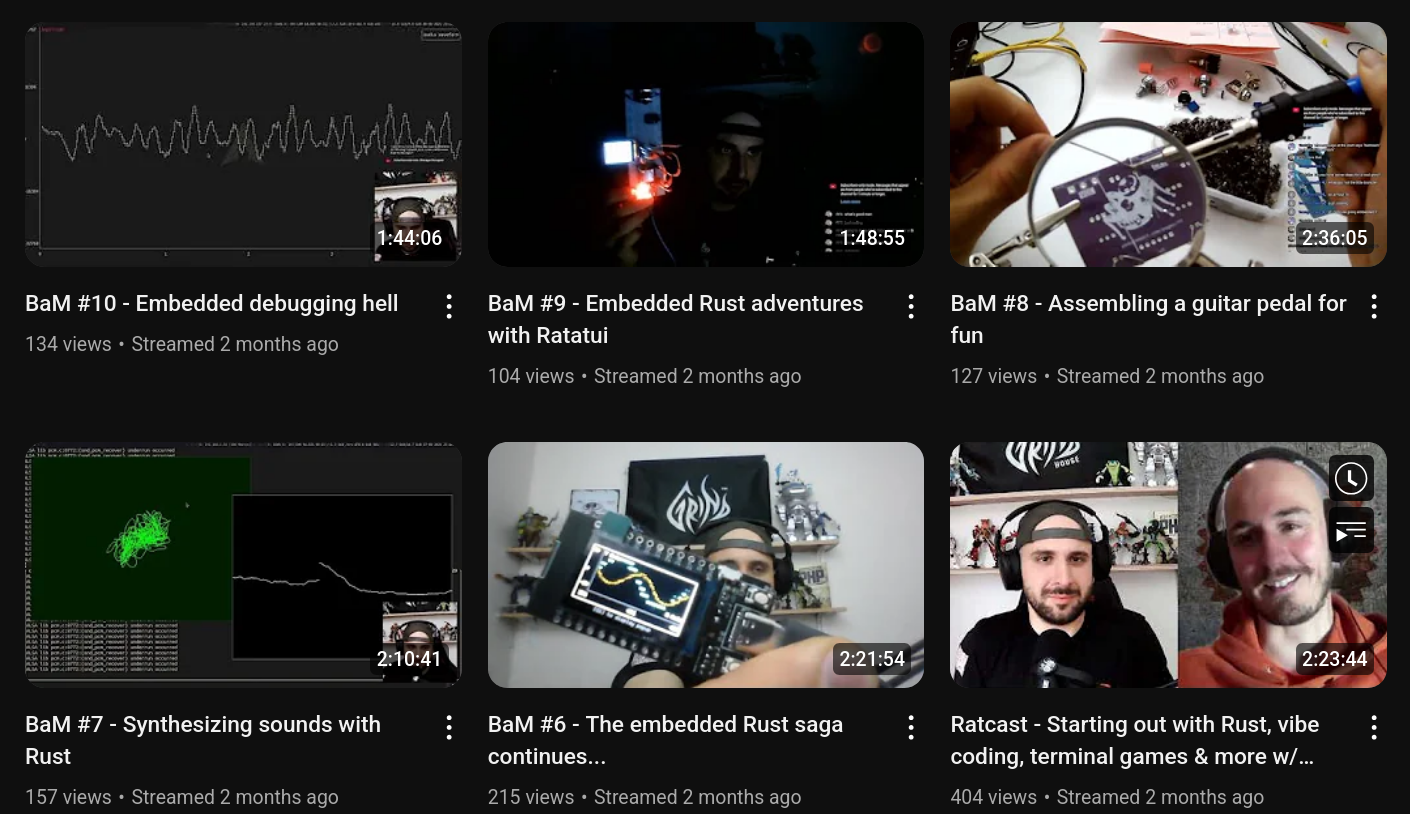 1:44:06
1:48:55
2:36:05
BaM #10 - Embedded debugging hell
134 views • Streamed 2 months ago
BaM #9 - Embedded Rust adventures
with Ratatui
104 views • Streamed 2 months ago
BaM #8 - Assembling a guitar pedal for
fun
127 views • Streamed 2 months ago
2:10:41
GRIND
2:21:54
HOUSE
2:23:44
BaM #7 - Synthesizing sounds with
Rust
157 views • Streamed 2 months ago
BaM #6 - The embedded Rust saga
continues...
215 views • Streamed 2 months ago
Ratcast - Starting out with Rust, vibe
coding, terminal games & more w/...
404 views • Streamed 2 months ago